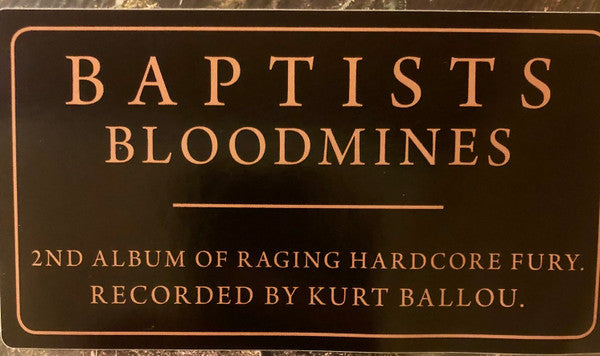 BAPTISTS
BLOODMINES
2ND ALBUM OF RAGING HARDCORE FURY.
RECORDED BY KURT BALLOU.